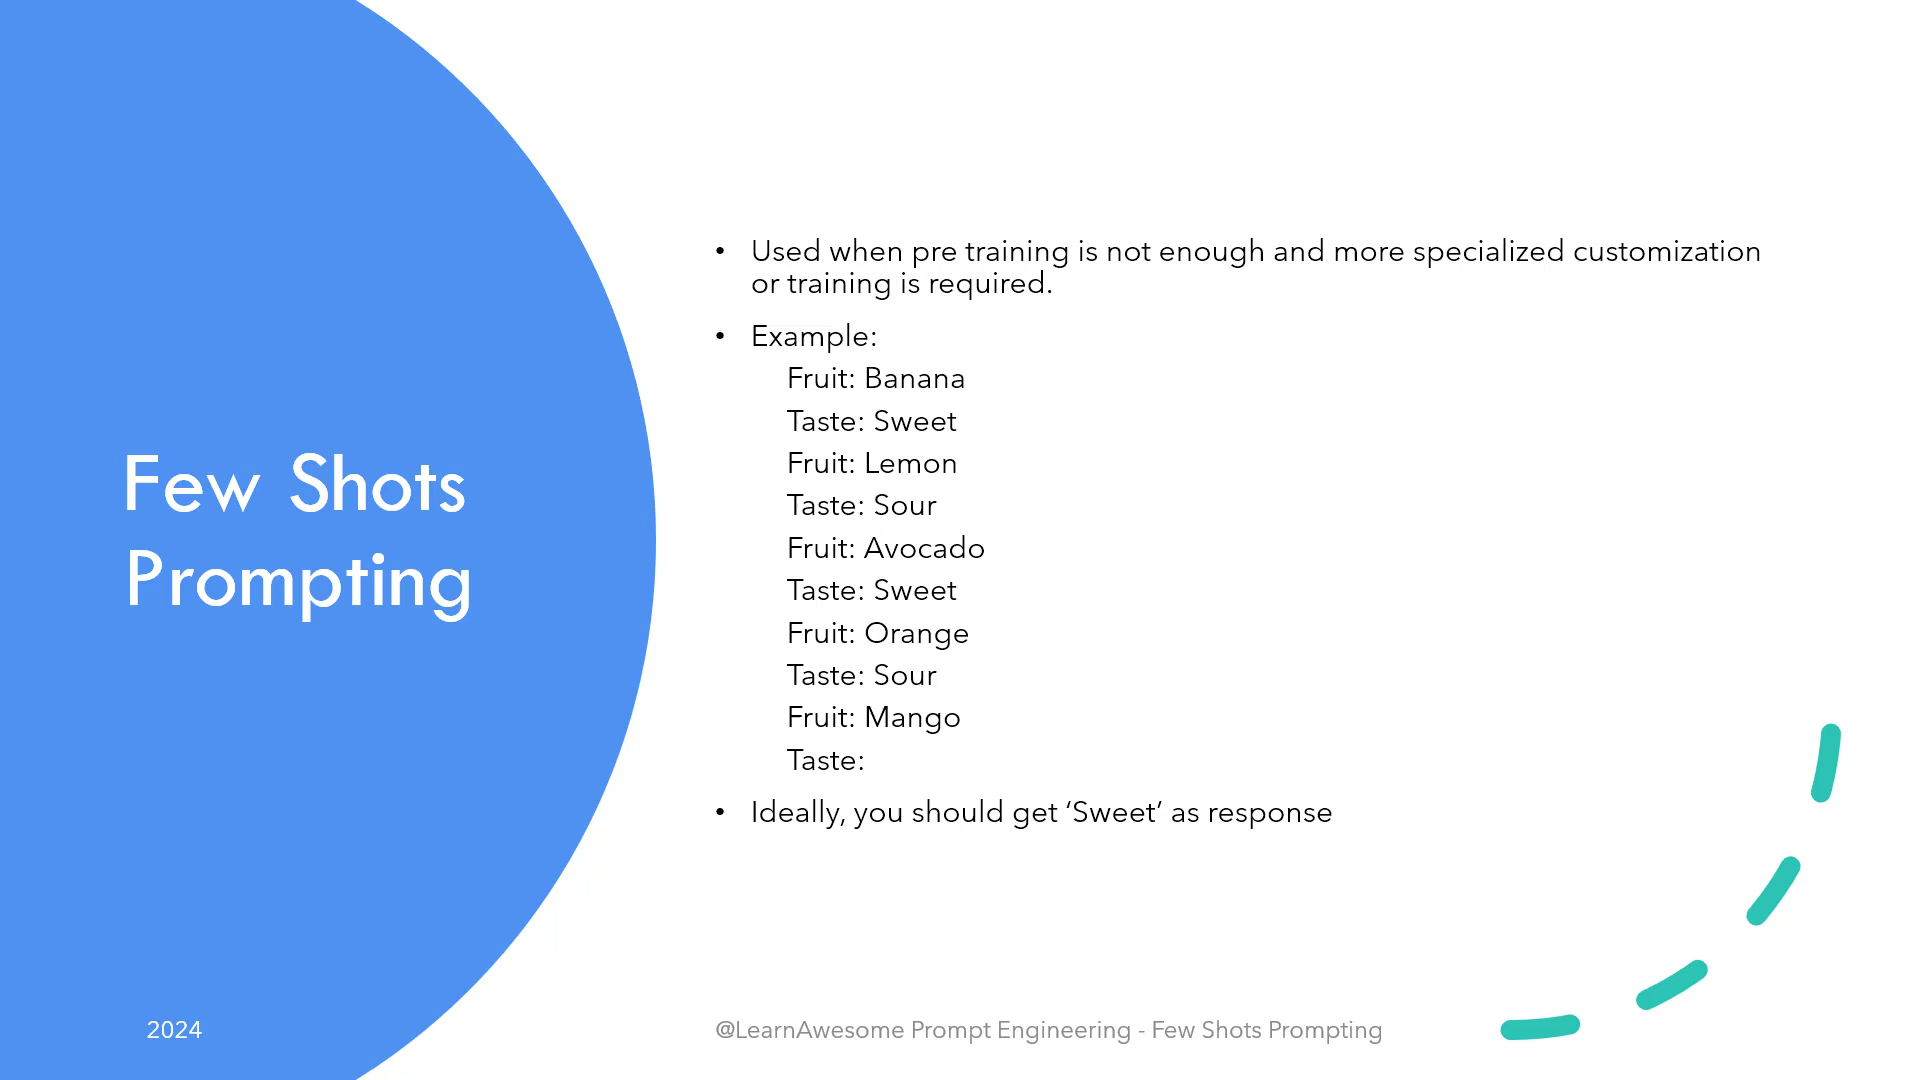 Few Shots
Prompting
• Used when pre training is not enough and more specialized customization
or training is required.
• Example:
Fruit: Banana
Taste: Sweet
Fruit: Lemon
Taste: Sour
Fruit: Avocado
Taste: Sweet
Fruit: Orange
Taste: Sour
Fruit: Mango
Taste:
• Ideally, you should get ‘Sweet’ as response
2024
@LearnAwesome Prompt Engineering - Few Shots Prompting